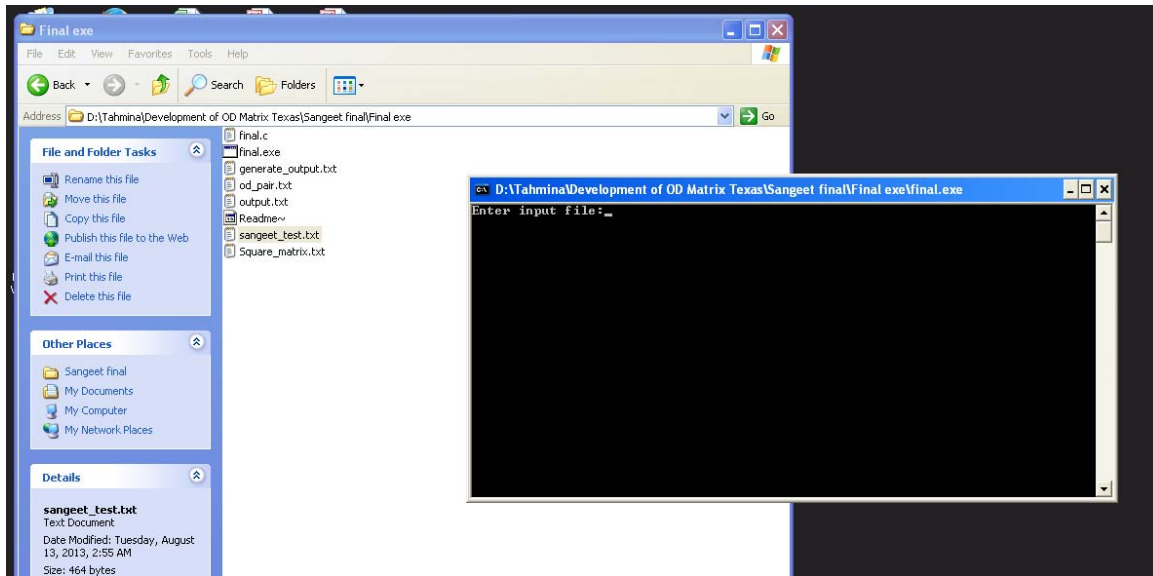 Final exe
File Edit View Favorites Tools Help
Back Search Folders
Address D:\Tahmina\Development of OD Matrix Texas\Sangeet final\Final exe Go
File and Folder Tasks
Rename this file
Move this file
Copy this file
Publish this file to the Web
E-mail this file
Print this file
Delete this file
Other Places
Sangeet final
My Documents
My Computer
My Network Places
Details
sangeet_test.txt
Text Document
Date Modified: Tuesday, August
13, 2013, 2:55 AM
Size: 464 bytes
final.c
final.exe
generate_output.txt
od_pair.txt
output.txt
Readme~
sangeet_test.txt
Square_matrix.txt
D:\Tahmina\Development of OD Matrix Texas\Sangeet final\Final exe\final.exe
Enter input file:_